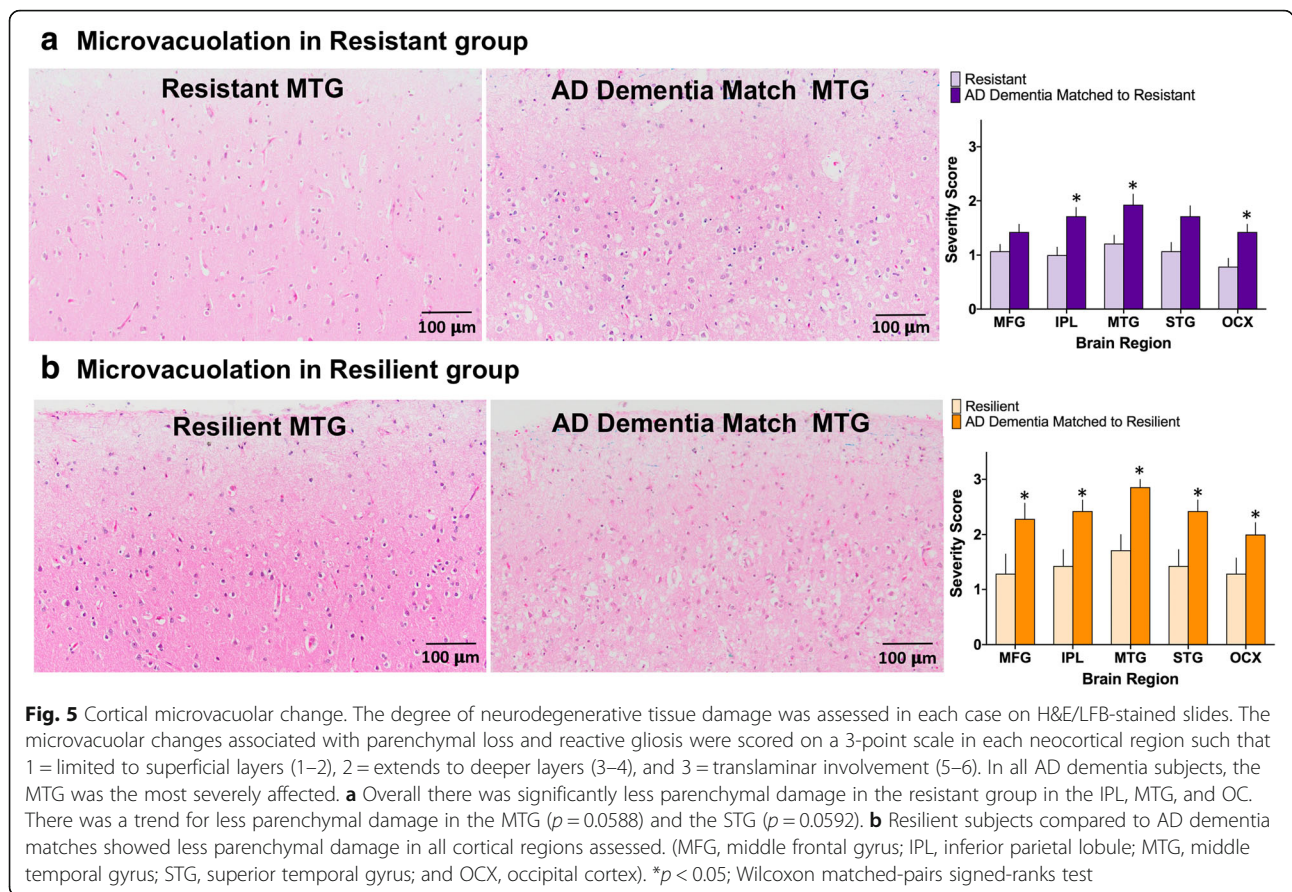 a Microvacuolation in Resistant group
Resistant MTG
100 μm
AD Dementia Match MTG
100 μm
Resistant
AD Dementia Matched to Resistant
Severity Score
3
2
1
0
MFG IPL MTG STG OCX
* * *
Brain Region
b Microvacuolation in Resilient group
Resilient MTG
100 μm
AD Dementia Match MTG
100 μm
Resilient
AD Dementia Matched to Resilient
Severity Score
3
2
1
0
* * * * *
MFG IPL MTG STG OCX
Brain Region
Fig. 5 Cortical microvacuolar change. The degree of neurodegenerative tissue damage was assessed in each case on H&E/LFB-stained slides. The
microvacuolar changes associated with parenchymal loss and reactive gliosis were scored on a 3-point scale in each neocortical region such that
1 = limited to superficial layers (1–2), 2 = extends to deeper layers (3–4), and 3 = translaminar involvement (5–6). In all AD dementia subjects, the
MTG was the most severely affected. a Overall there was significantly less parenchymal damage in the resistant group in the IPL, MTG, and OC.
There was a trend for less parenchymal damage in the MTG (p = 0.0588) and the STG (p = 0.0592). b Resilient subjects compared to AD dementia
matches showed less parenchymal damage in all cortical regions assessed. (MFG, middle frontal gyrus; IPL, inferior parietal lobule; MTG, middle
temporal gyrus; STG, superior temporal gyrus; and OCX, occipital cortex). *p < 0.05; Wilcoxon matched-pairs signed-ranks test